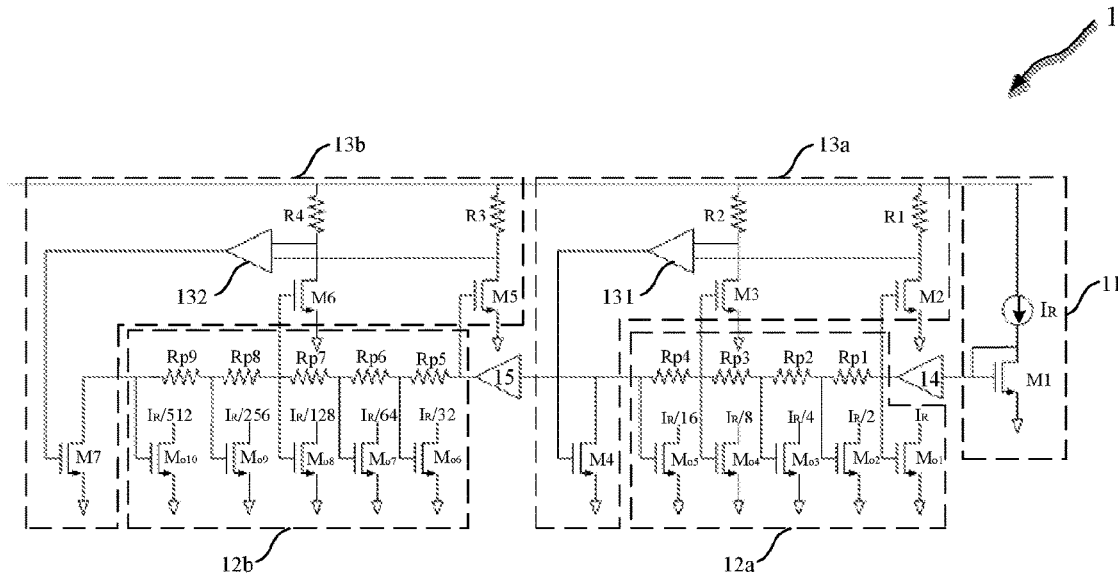 1
13b
13a
R4
R3
R2
R1
11
132
131
M6
M5
M3
M2
IR
Rp9
Rp8
Rp7
Rp6
Rp5
15
Rp4
Rp3
Rp2
Rp1
14
M1
IR/512
IR/256
IR/128
IR/64
IR/32
IR/16
IR/8
IR/4
IR/2
IR
M7
Mo10
Mo9
Mo8
Mo7
Mo6
M4
Mo5
Mo4
Mo3
Mo2
Mo1
12b
12a